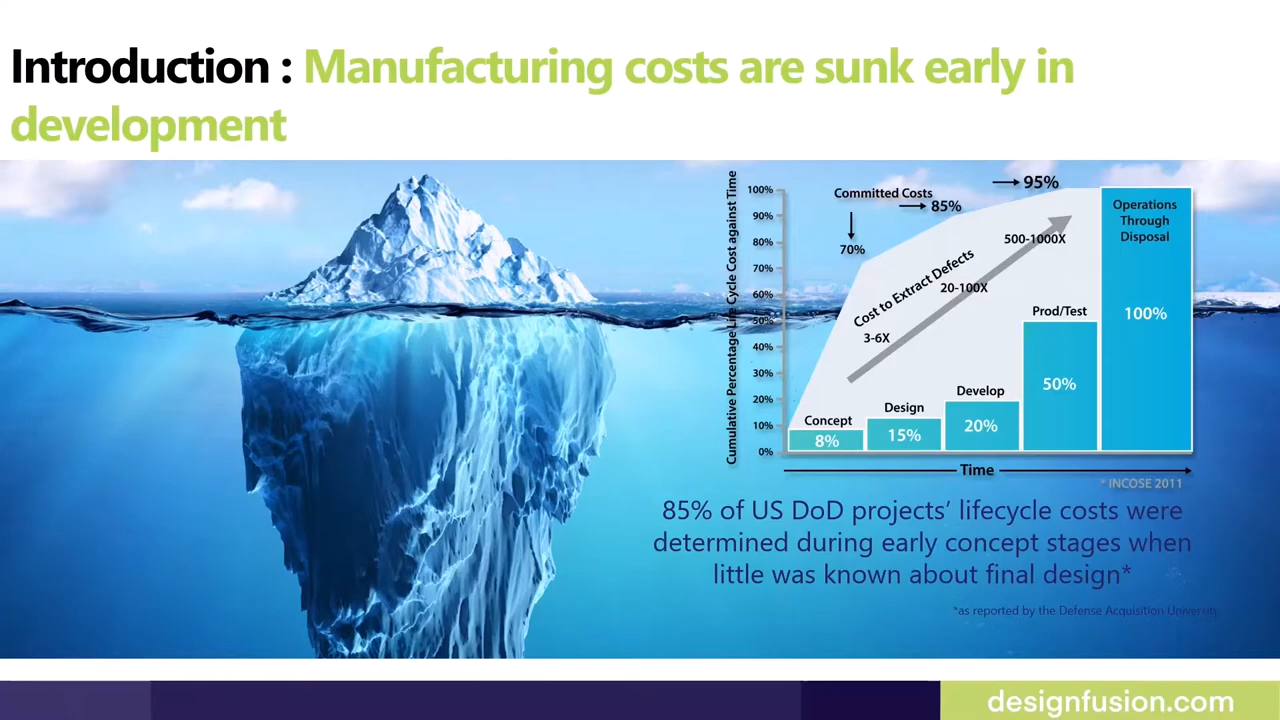 Introduction : Manufacturing costs are sunk early in
development
Cumulative Percentage Life Cycle Cost against Time
100%
90%
80%
70%
60%
50%
40%
30%
20%
10%
0%
Committed Costs
70%
85%
95%
Cost to Extract Defects
3-6X
20-100X
500-1000X
Concept
8%
Design
15%
Develop
20%
Prod/Test
50%
Operations
Through
Disposal
100%
Time
* INCOSE 2011
85% of US DoD projects’ lifecycle costs were
determined during early concept stages when
little was known about final design*
*as reported by the Defense Acquisition University
designfusion.com